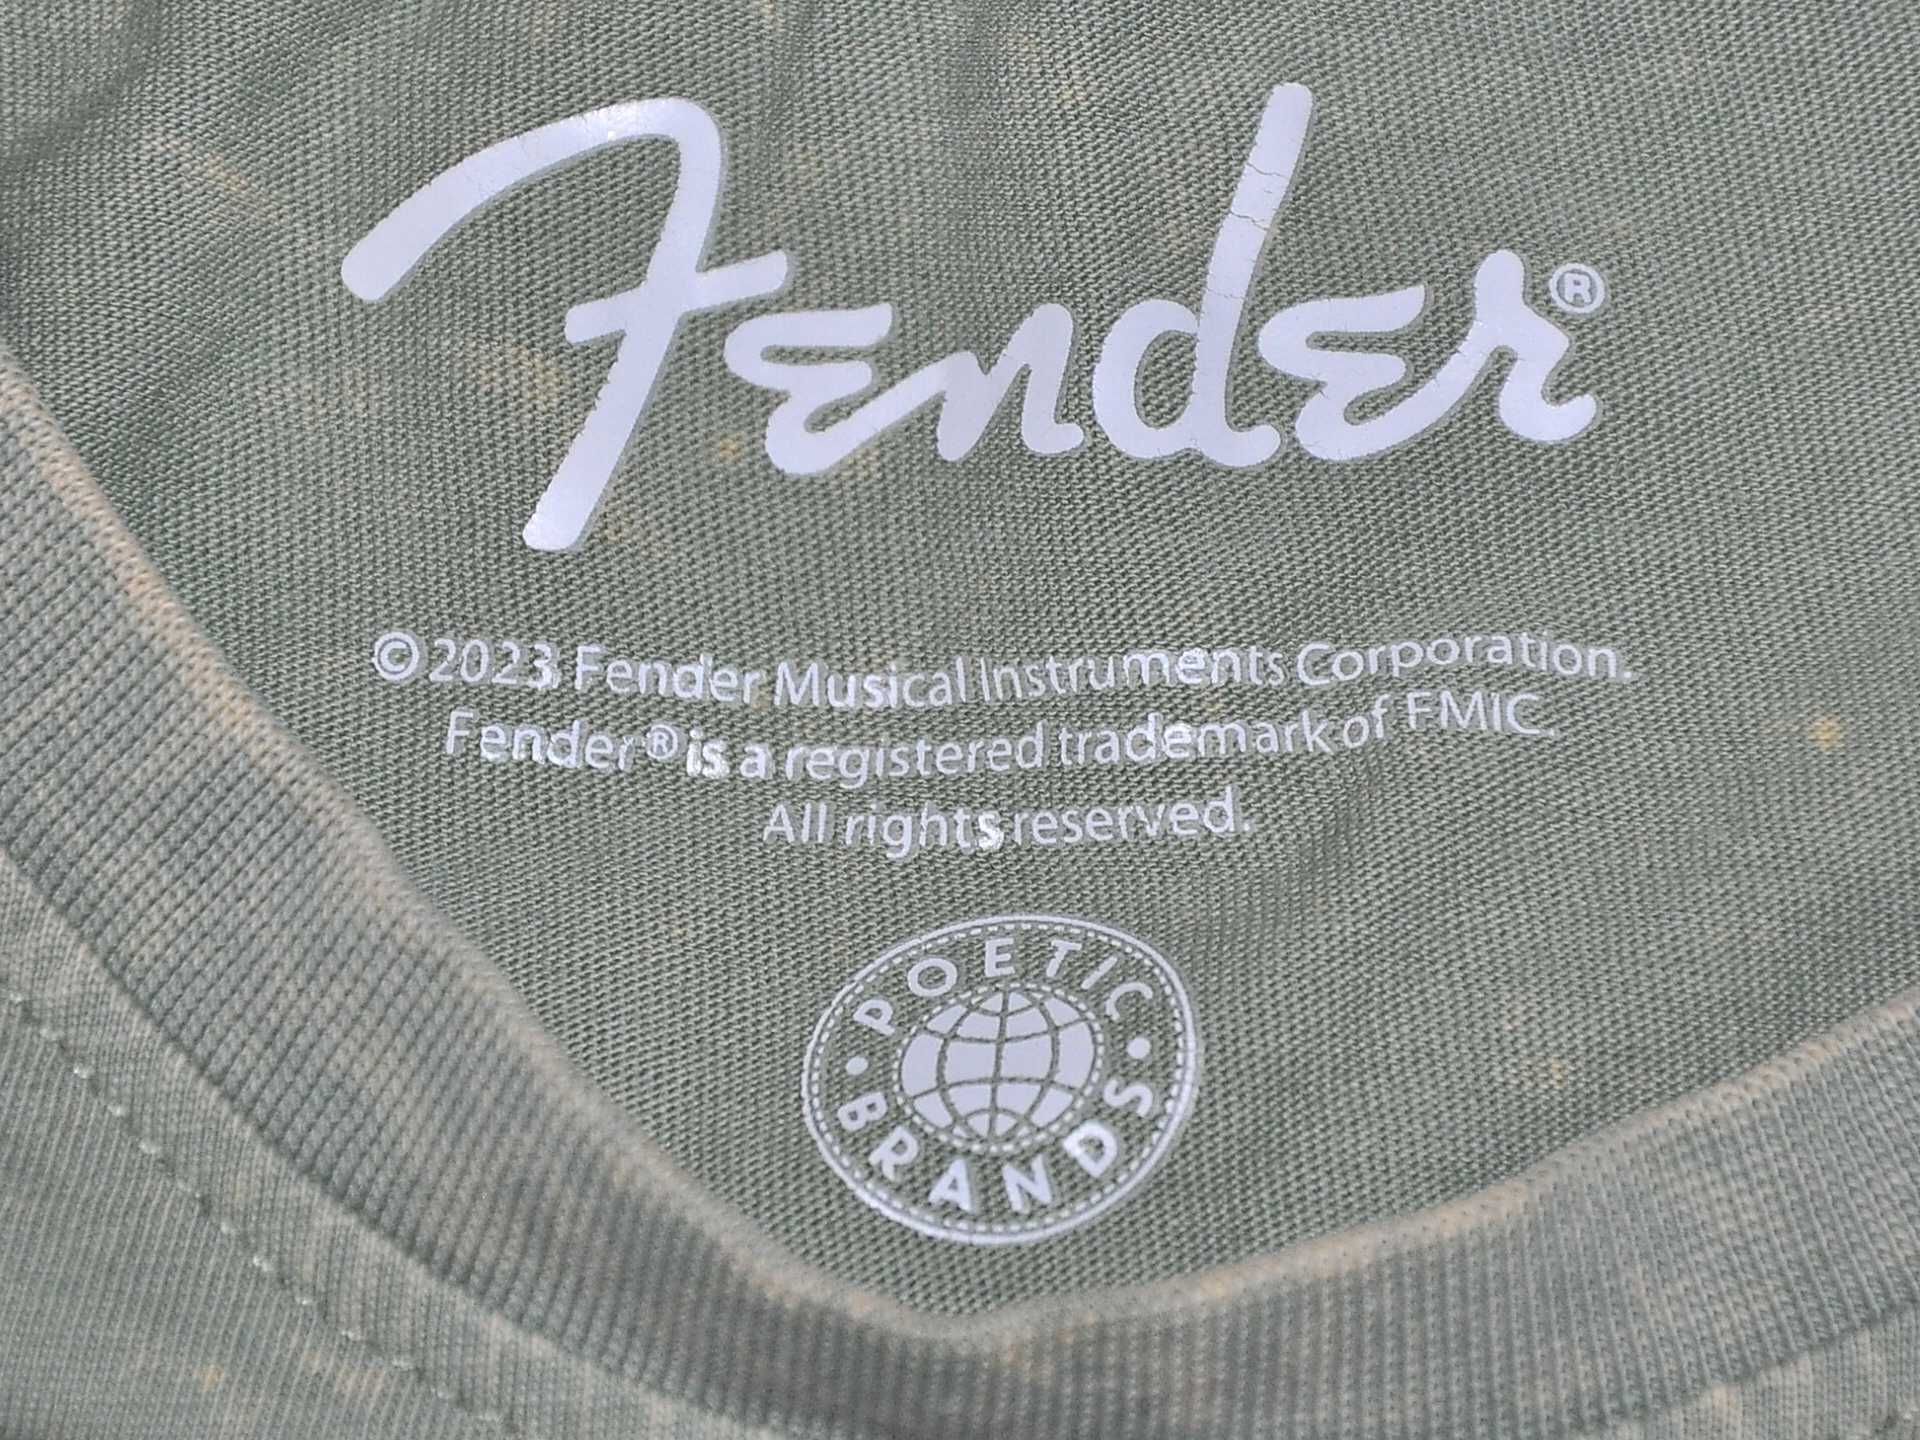 Fender®
© 2023 Fender Musical Instruments Corporation.
Fender® is a registered trademark of FMIC.
All rights reserved.
POETIC
BRANDS